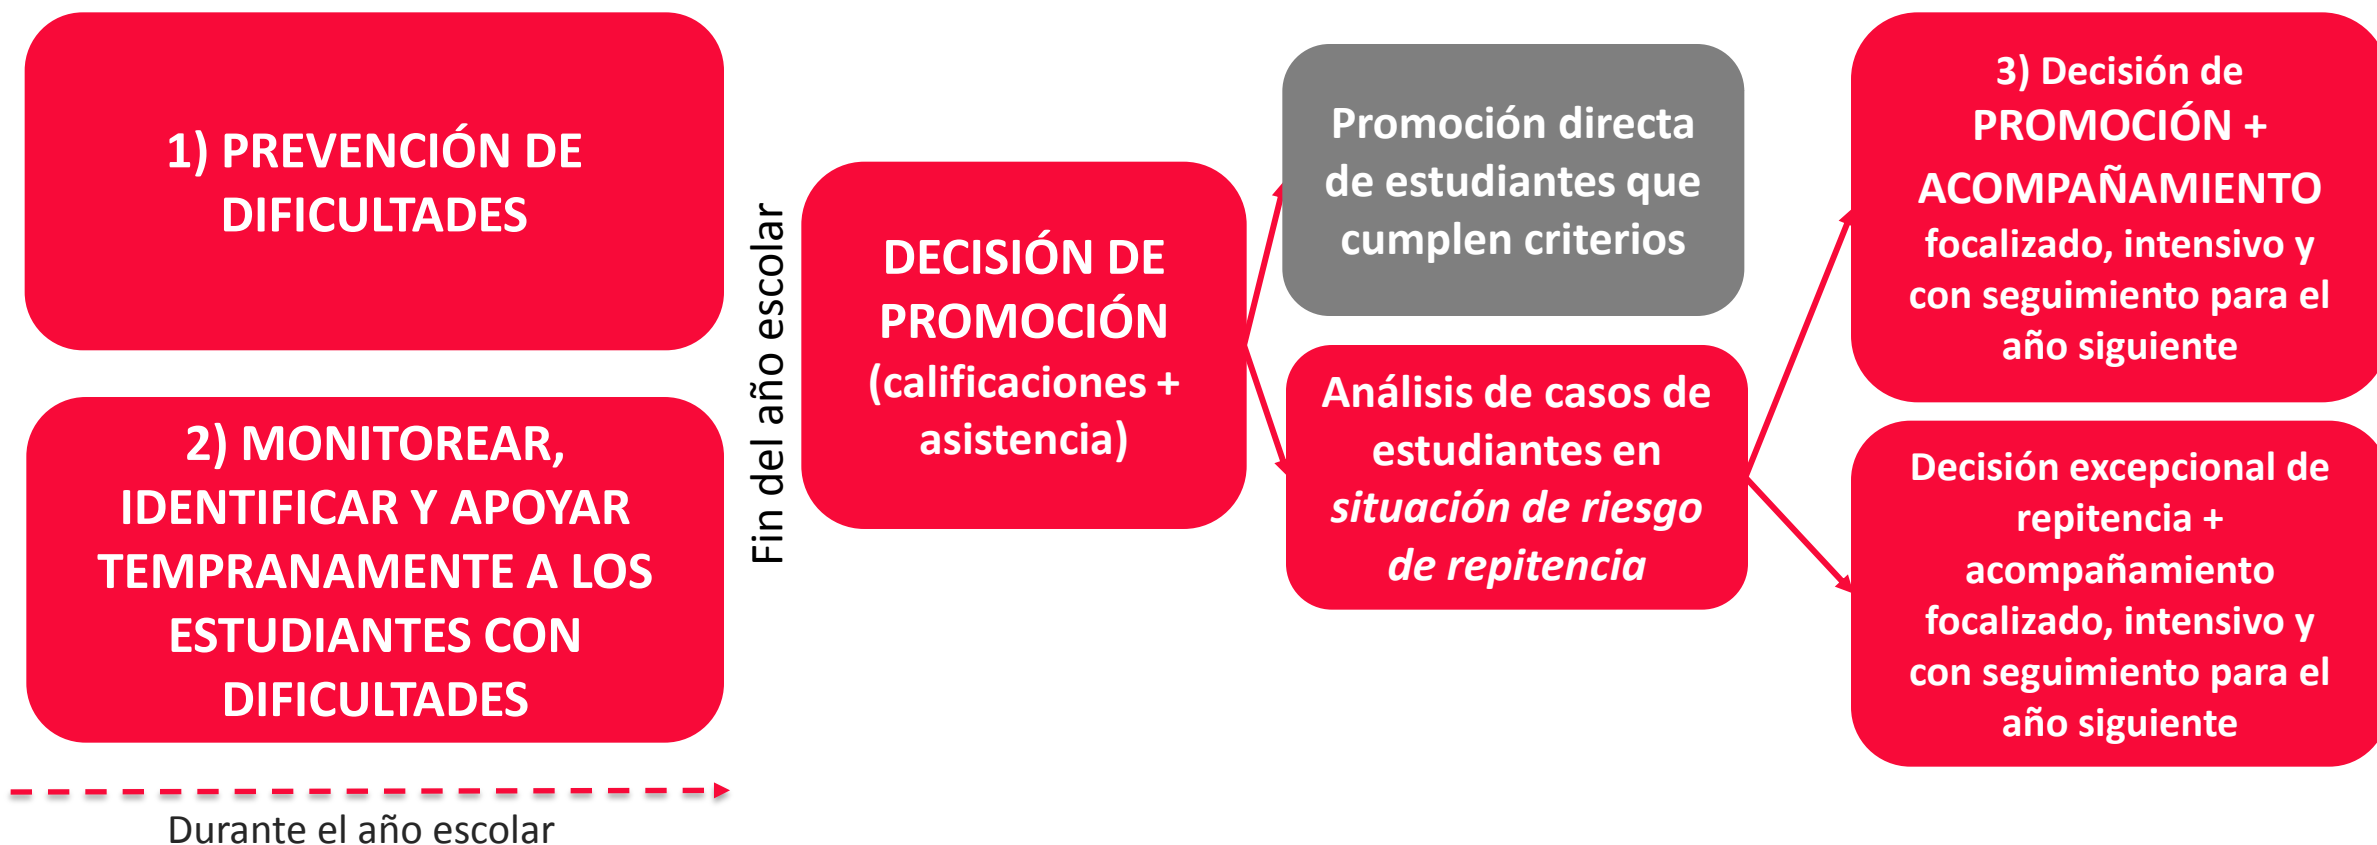 1) PREVENCIÓN DE
DIFICULTADES
2) MONITOREAR,
IDENTIFICAR Y APOYAR
TEMPRANAMENTE A LOS
ESTUDIANTES CON
DIFICULTADES
Durante el año escolar
Fin del año escolar
DECISIÓN DE
PROMOCIÓN
(calificaciones +
asistencia)
Promoción directa
de estudiantes que
cumplen criterios
Análisis de casos de
estudiantes en
situación de riesgo
de repitencia
3) Decisión de
PROMOCIÓN +
ACOMPAÑAMIENTO
focalizado, intensivo y
con seguimiento para el
año siguiente
Decisión excepcional de
repitencia +
acompañamiento
focalizado, intensivo y
con seguimiento para el
año siguiente